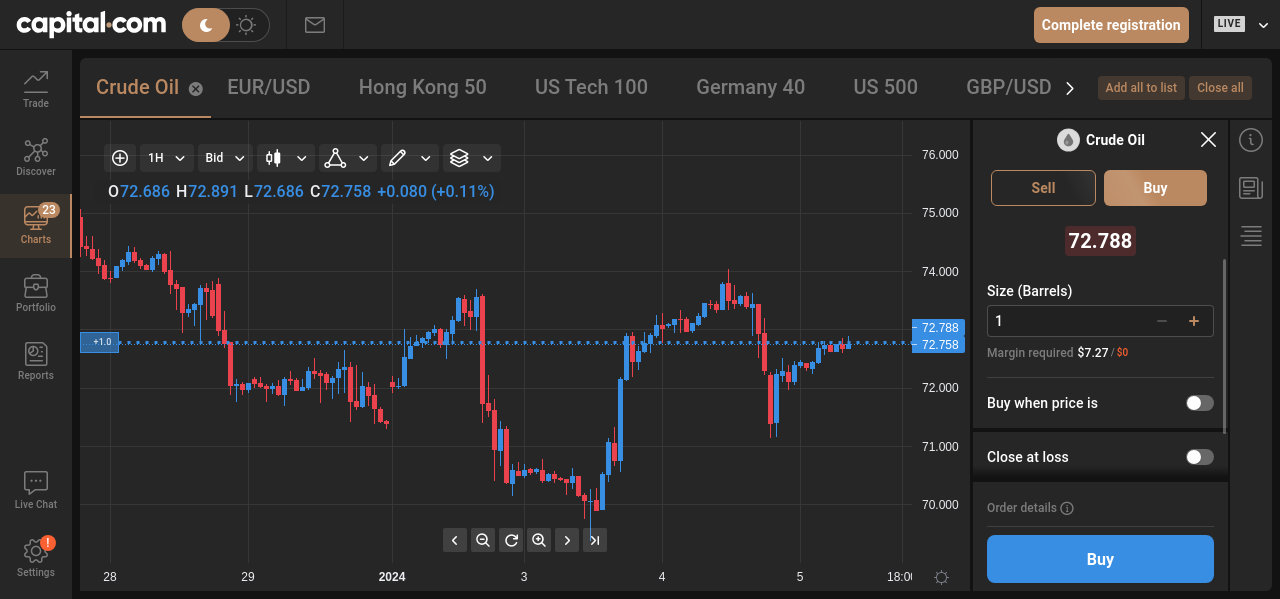 capital.com
Complete registration
LIVE
Trade
Discover
23
Charts
Portfolio
Reports
Live Chat
!
Settings
Crude Oil
EUR/USD
Hong Kong 50
US Tech 100
Germany 40
US 500
GBP/USD
Add all to list
Close all
1H
Bid
O72.686 H72.891 L72.686 C72.758 +0.080 (+0.11%)
+1.0
76.000
75.000
74.000
72.788
72.758
72.000
71.000
70.000
28
29
2024
3
4
5
18:00
Crude Oil
Sell
Buy
72.788
Size (Barrels)
1
Margin required $7.27 / $0
Buy when price is
Close at loss
Order details
Buy